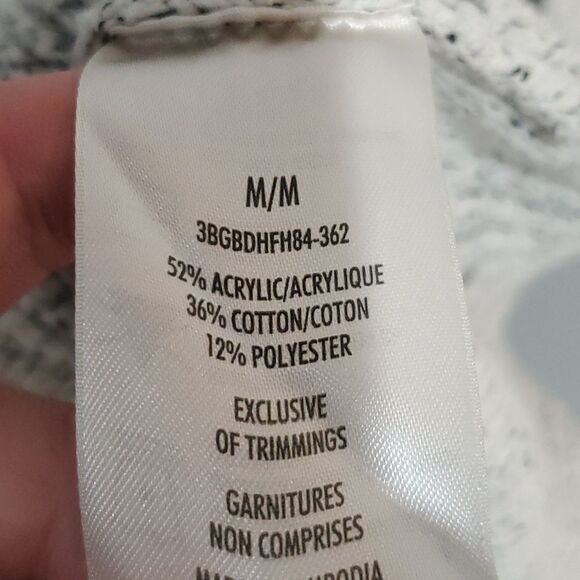 M/M
3BGBDHFH84-362
52% ACRYLIC/ACRYLIQUE
36% COTTON/COTON
12% POLYESTER
EXCLUSIVE
OF TRIMMINGS
GARNITURES
NON COMPRISES